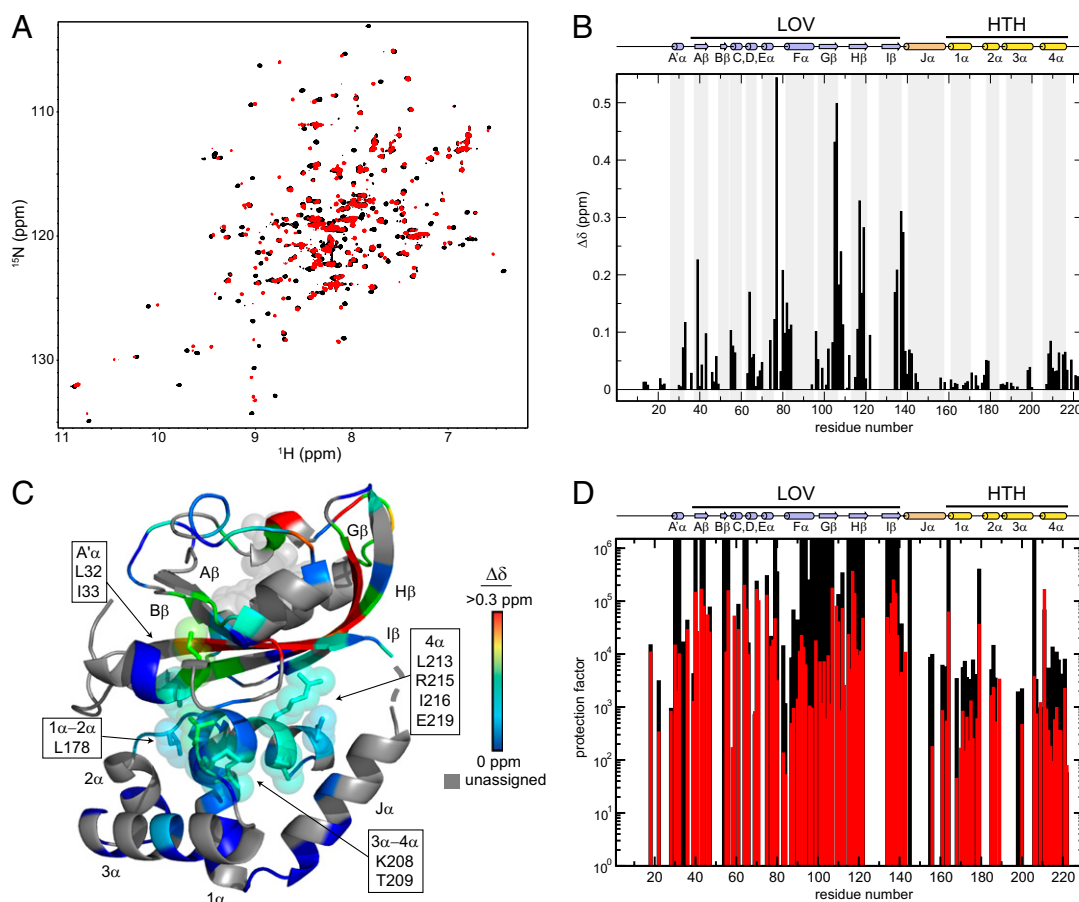 A
110
120
130
¹⁵N (ppm)
11
10
9
8
7
¹H (ppm)
B
LOV
HTH
A'α
Aβ
Bβ
C,
D,
Eα
Fα
Gβ
Hβ
Iβ
Jα
1α
2α
3α
4α
0.5
0.4
0.3
0.2
0.1
0
Δδ (ppm)
20
40
60
80
100
120
140
160
180
200
220
residue number
C
Gβ
Aβ
Bβ
Hβ
Iβ
A'α
L32
I33
4α
L213
R215
I216
E219
1α–2α
L178
2α
3α
1α
Jα
3α–4α
K208
T209
Δδ
>0.3 ppm
0 ppm
unassigned
D
LOV
HTH
A'α
Aβ
Bβ
C,
D,
Eα
Fα
Gβ
Hβ
Iβ
Jα
1α
2α
3α
4α
10⁶
10⁵
10⁴
10³
10²
10¹
10⁰
protection factor
20
40
60
80
100
120
140
160
180
200
220
residue number